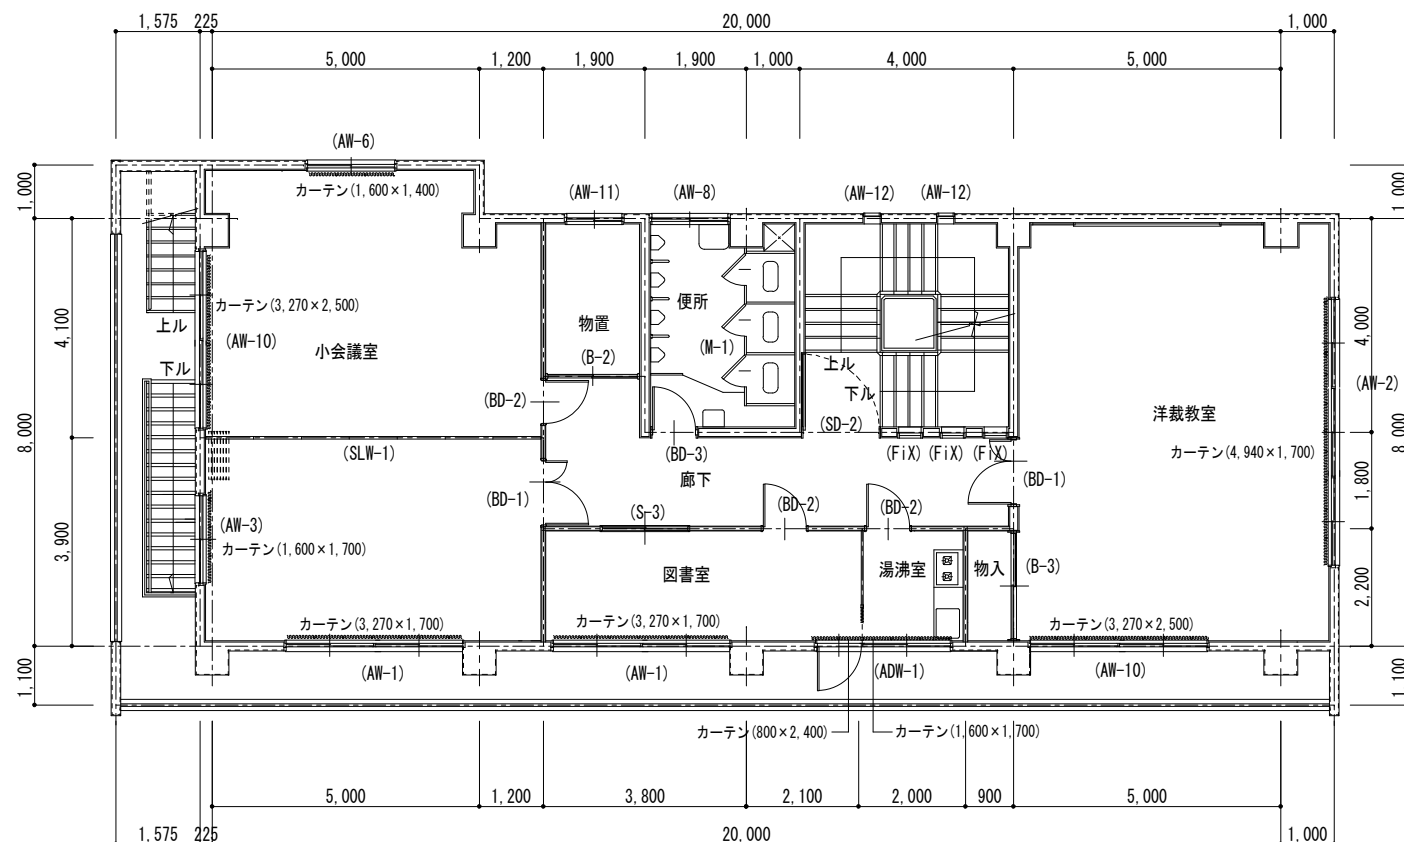 1,575 225 20,000 1,000
5,000 1,200 1,900 1,900 1,000 4,000 5,000
(AW-6)
カーテン(1,600×1,400)
(AW-11) (AW-8) (AW-12) (AW-12)
1,000 1,000
カーテン(3,270×2,500)
便所
上ル
物置
4,100 4,000
(AW-10)
小会議室
(M-1)
(B-2)
上ル
下ル
下ル
(AW-2)
(BD-2)
洋裁教室
(SD-2)
8,000 8,000
(SLW-1)
(BD-3)
(FiX) (FiX) (FiX)
カーテン(4,940×1,700)
廊下
(BD-1)
(BD-1)
1,800
(BD-2) (BD-2)
(S-3)
(AW-3)
3,900
カーテン(1,600×1,700)
図書室
湯沸室
物入
(B-3)
2,200
カーテン(3,270×1,700)
カーテン(3,270×1,700)
カーテン(3,270×2,500)
1,100 1,100
(AW-1) (AW-1) (ADW-1) (AW-10)
カーテン(800×2,400)
カーテン(1,600×1,700)
5,000 1,200 3,800 2,100 2,000 900 5,000
1,575 225 20,000 1,000